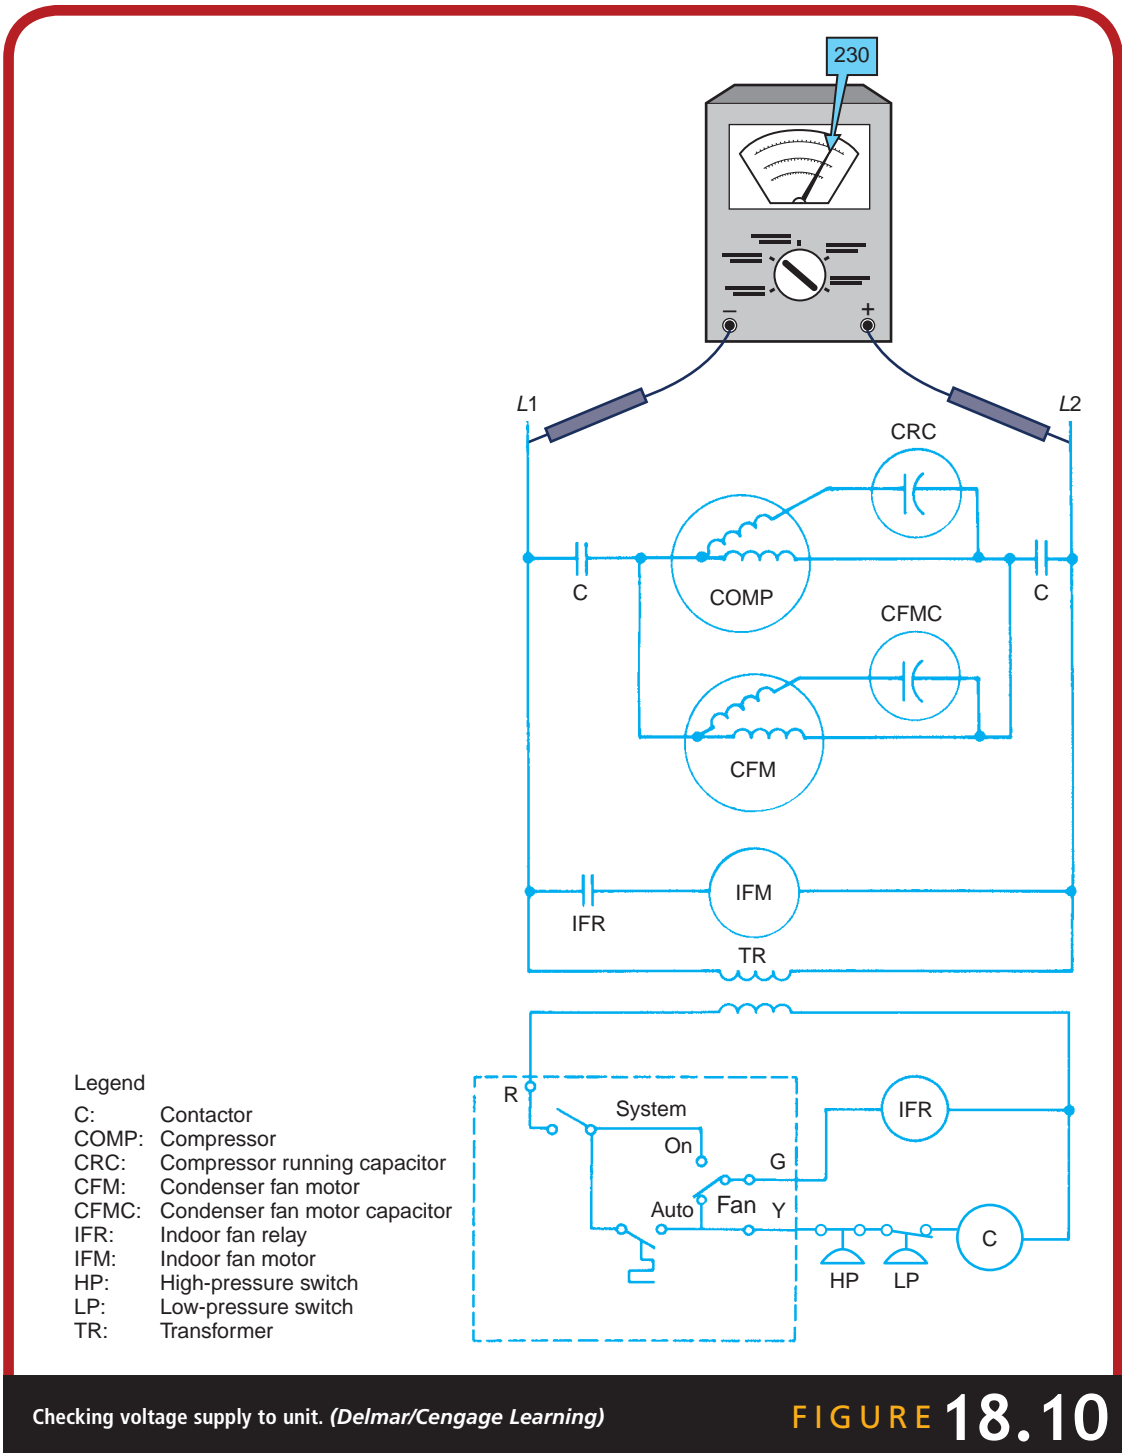 230
– +
L1 L2
CRC
C COMP C
CFMC
CFM
IFM
IFR
TR
R System
On
IFR
G
Auto Fan Y
C
HP LP
Legend
C: Contactor
COMP: Compressor
CRC: Compressor running capacitor
CFM: Condenser fan motor
CFMC: Condenser fan motor capacitor
IFR: Indoor fan relay
IFM: Indoor fan motor
HP: High-pressure switch
LP: Low-pressure switch
TR: Transformer
Checking voltage supply to unit. (Delmar/Cengage Learning)
FIGURE 18.10